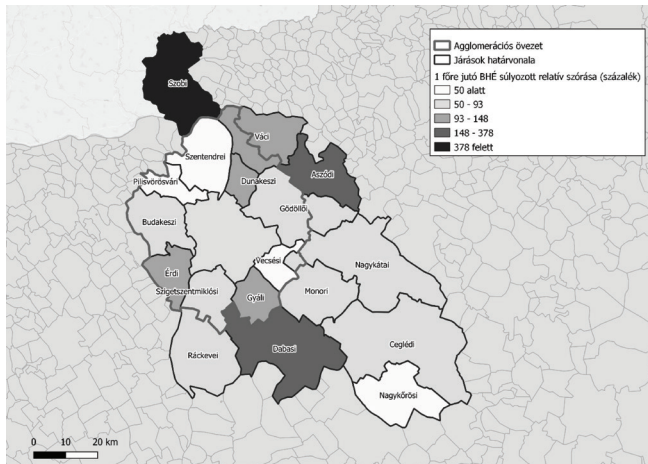 Agglomerációs övezet
Járások határvonala
1 főre jutó BHÉ súlyozott relatív szórása (százalék)
50 alatt
50 - 93
93 - 148
148 - 378
378 felett
Szobi
Váci
Szentendrei
Aszódi
Pilisvörösvári
Dunakeszi
Gödöllői
Budakeszi
Vecsési
Nagykátai
Érdi
Szigetszentmiklósi
Monori
Gyáli
Ráckevei
Dabasi
Ceglédi
Nagykőrösi
0 10 20 km